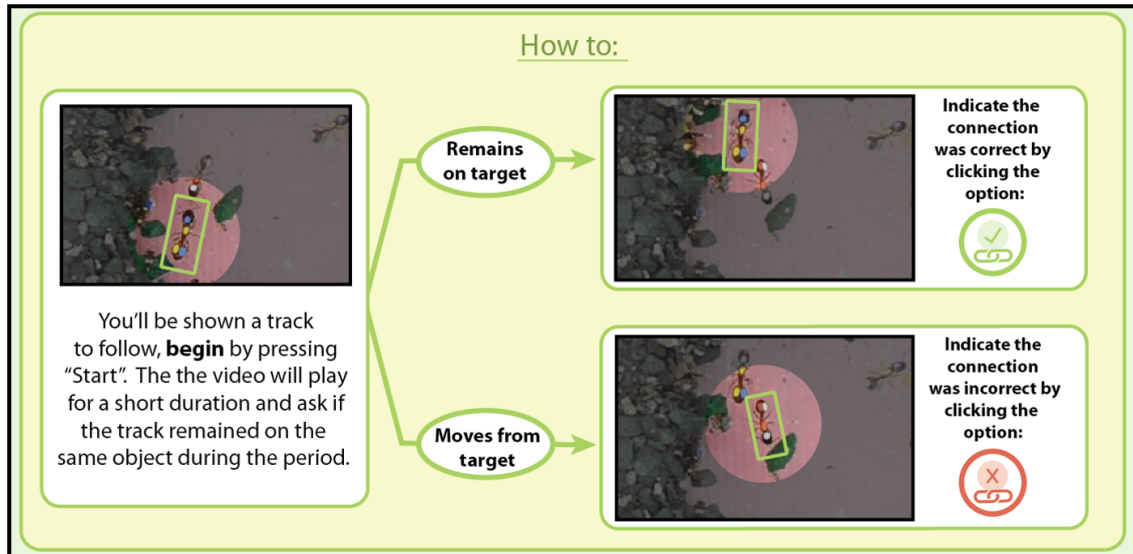 How to:
You'll be shown a track
to follow, begin by pressing
"Start". The the video will play
for a short duration and ask if
the track remained on the
same object during the period.
Remains
on target
Indicate the
connection
was correct by
clicking the
option:
Moves from
target
Indicate the
connection
was incorrect by
clicking the
option:
X